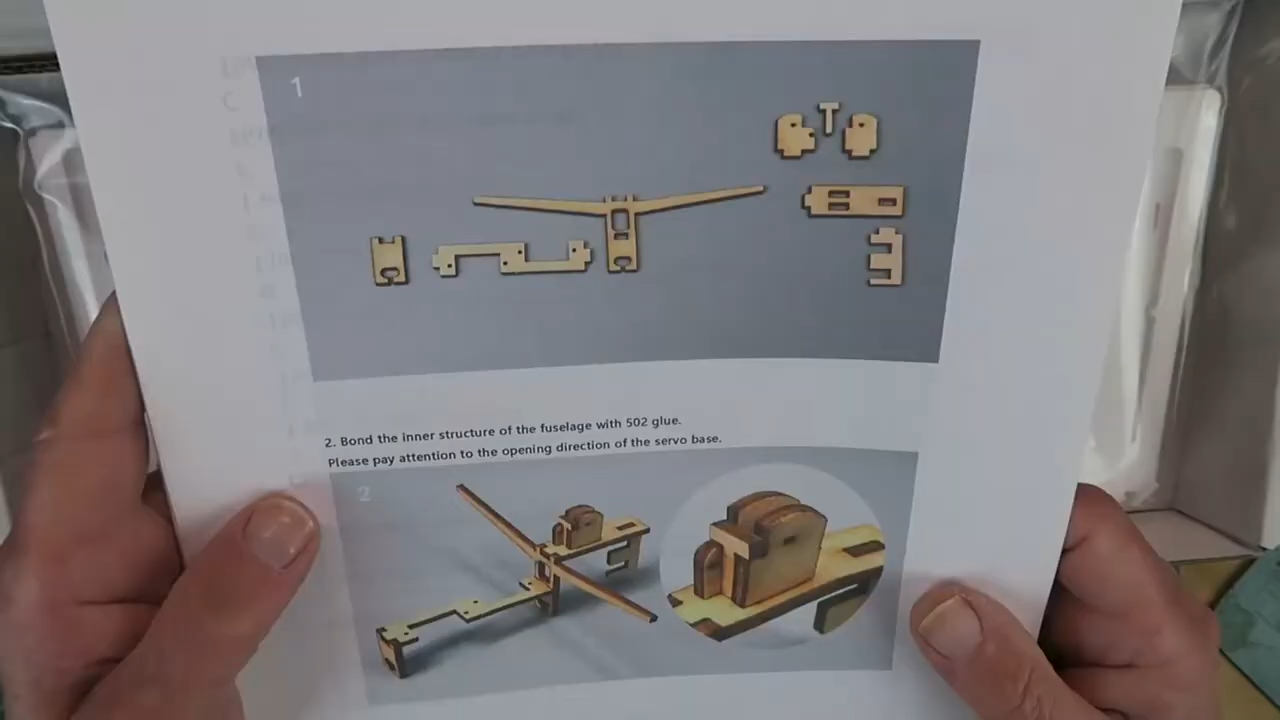 1
2. Bond the inner structure of the fuselage with 502 glue.
Please pay attention to the opening direction of the servo base.
2